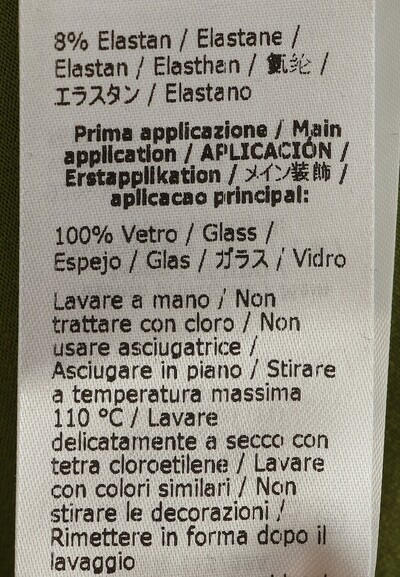 8% Elastan / Elastane /
Elastan / Elasthan / 氨纶 /
エラスタン / Elastano
Prima applicazione / Main
application / APLICACIÓN /
Erstapplikation / メイン装飾 /
aplicacao principal:
100% Vetro / Glass /
Espejo / Glas / ガラス / Vidro
Lavare a mano / Non
trattare con cloro / Non
usare asciugatrice /
Asciugare in piano / Stirare
a temperatura massima
110 °C / Lavare
delicatamente a secco con
tetra cloroetilene / Lavare
con colori similari / Non
stirare le decorazioni /
Rimettere in forma dopo il
lavaggio